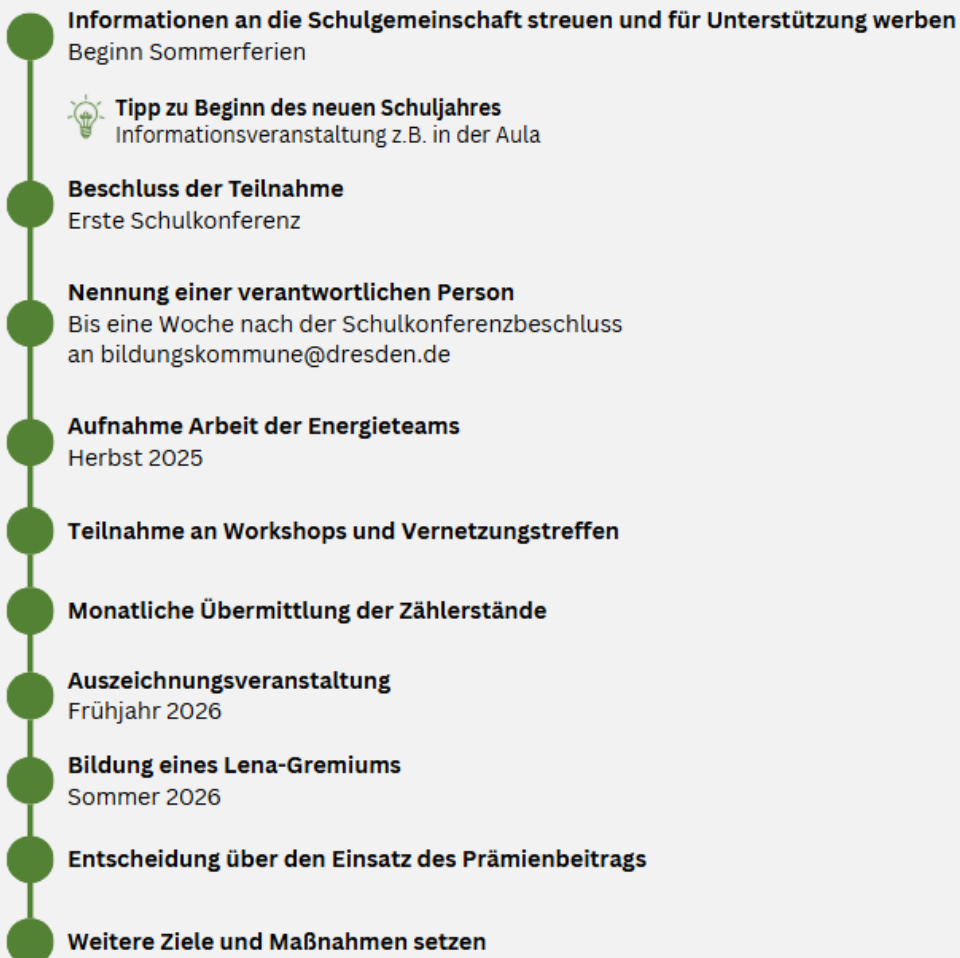 Informationen an die Schulgemeinschaft streuen und für Unterstützung werben
Beginn Sommerferien
Tipp zu Beginn des neuen Schuljahres
Informationsveranstaltung z.B. in der Aula
Beschluss der Teilnahme
Erste Schulkonferenz
Nennung einer verantwortlichen Person
Bis eine Woche nach der Schulkonferenzbeschluss
an bildungskommune@dresden.de
Aufnahme Arbeit der Energieteams
Herbst 2025
Teilnahme an Workshops und Vernetzungstreffen
Monatliche Übermittlung der Zählerstände
Auszeichnungsveranstaltung
Frühjahr 2026
Bildung eines Lena-Gremiums
Sommer 2026
Entscheidung über den Einsatz des Prämienbeitrags
Weitere Ziele und Maßnahmen setzen